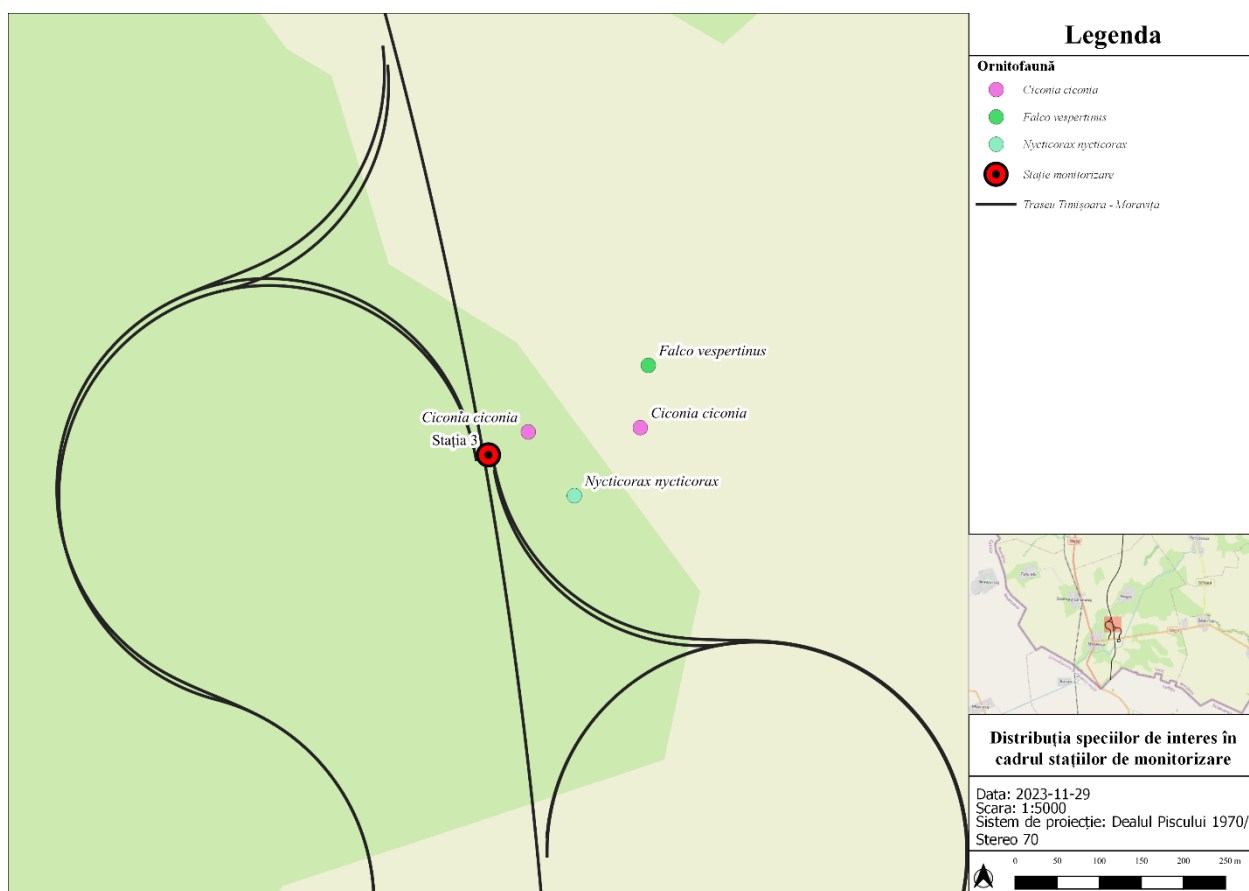 Falco vespertinus
Ciconia ciconia
Ciconia ciconia
Stația 3
Nycticorax nycticorax
Legenda
Ornitofaună
Ciconia ciconia
Falco vespertinus
Nycticorax nycticorax
Stație monitorizare
Traseu Timișoara - Moravița
Distribuția speciilor de interes în
cadrul stațiilor de monitorizare
Data: 2023-11-29
Scara: 1:5000
Sistem de proiecție: Dealul Piscului 1970/
Stereo 70
0 50 100 150 200 250 m